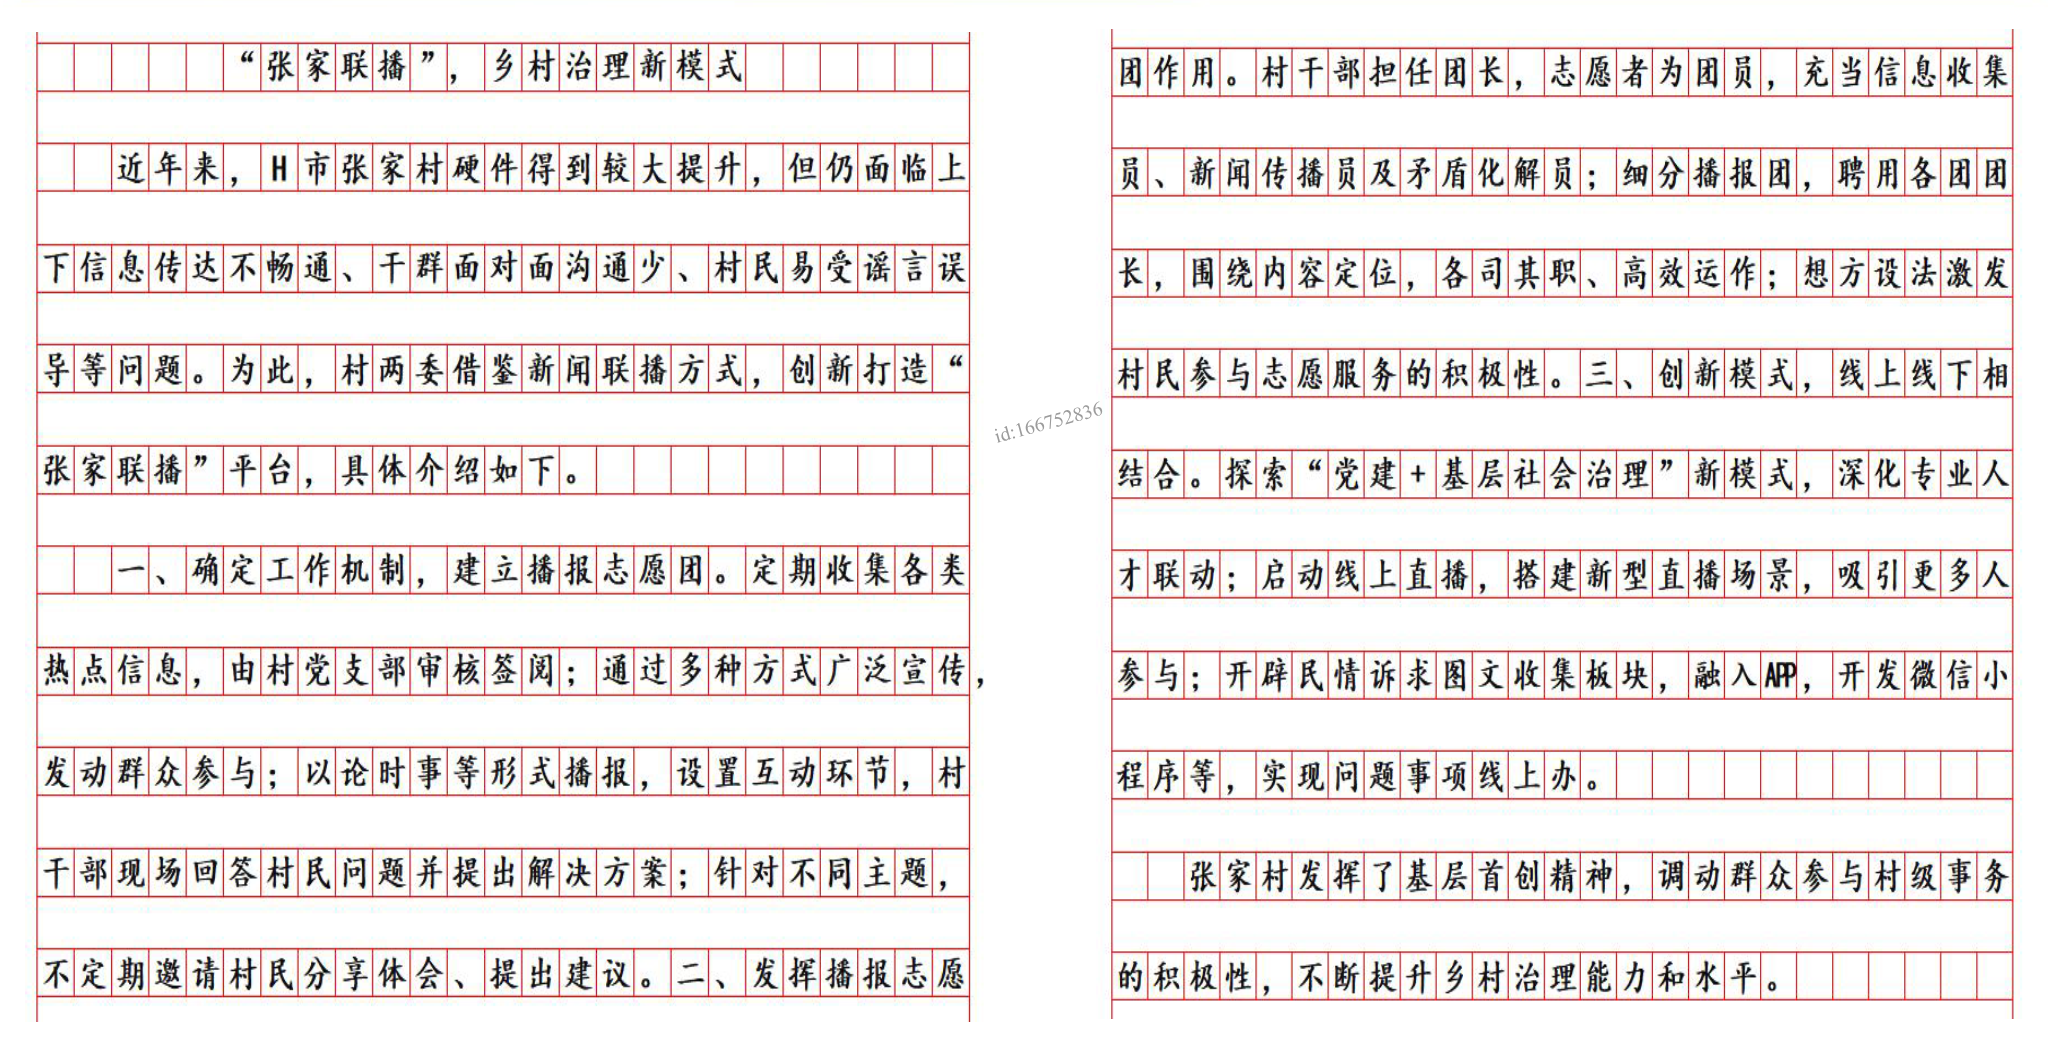 “张家联播”，乡村治理新模式
近年来，H市张家村硬件得到较大提升，但仍面临上
下信息传达不畅通、干群面对面沟通少、村民易受谣言误
导等问题。为此，村两委借鉴新闻联播方式，创新打造“
张家联播”平台，具体介绍如下。
一、确定工作机制，建立播报志愿团。定期收集各类
热点信息，由村党支部审核签阅；通过多种方式广泛宣传，
发动群众参与；以论时事等形式播报，设置互动环节，村
干部现场回答村民问题并提出解决方案；针对不同主题，
不定期邀请村民分享体会、提出建议。二、发挥播报志愿
id:166752836
团作用。村干部担任团长，志愿者为团员，充当信息收集
员、新闻传播员及矛盾化解员；细分播报团，聘用各团团
长，围绕内容定位，各司其职、高效运作；想方设法激发
村民参与志愿服务的积极性。三、创新模式，线上线下相
结合。探索“党建+基层社会治理”新模式，深化专业人
才联动；启动线上直播，搭建新型直播场景，吸引更多人
参与；开辟民情诉求图文收集板块，融入APP，开发微信小
程序等，实现问题事项线上办。
张家村发挥了基层首创精神，调动群众参与村级事务
的积极性，不断提升乡村治理能力和水平。